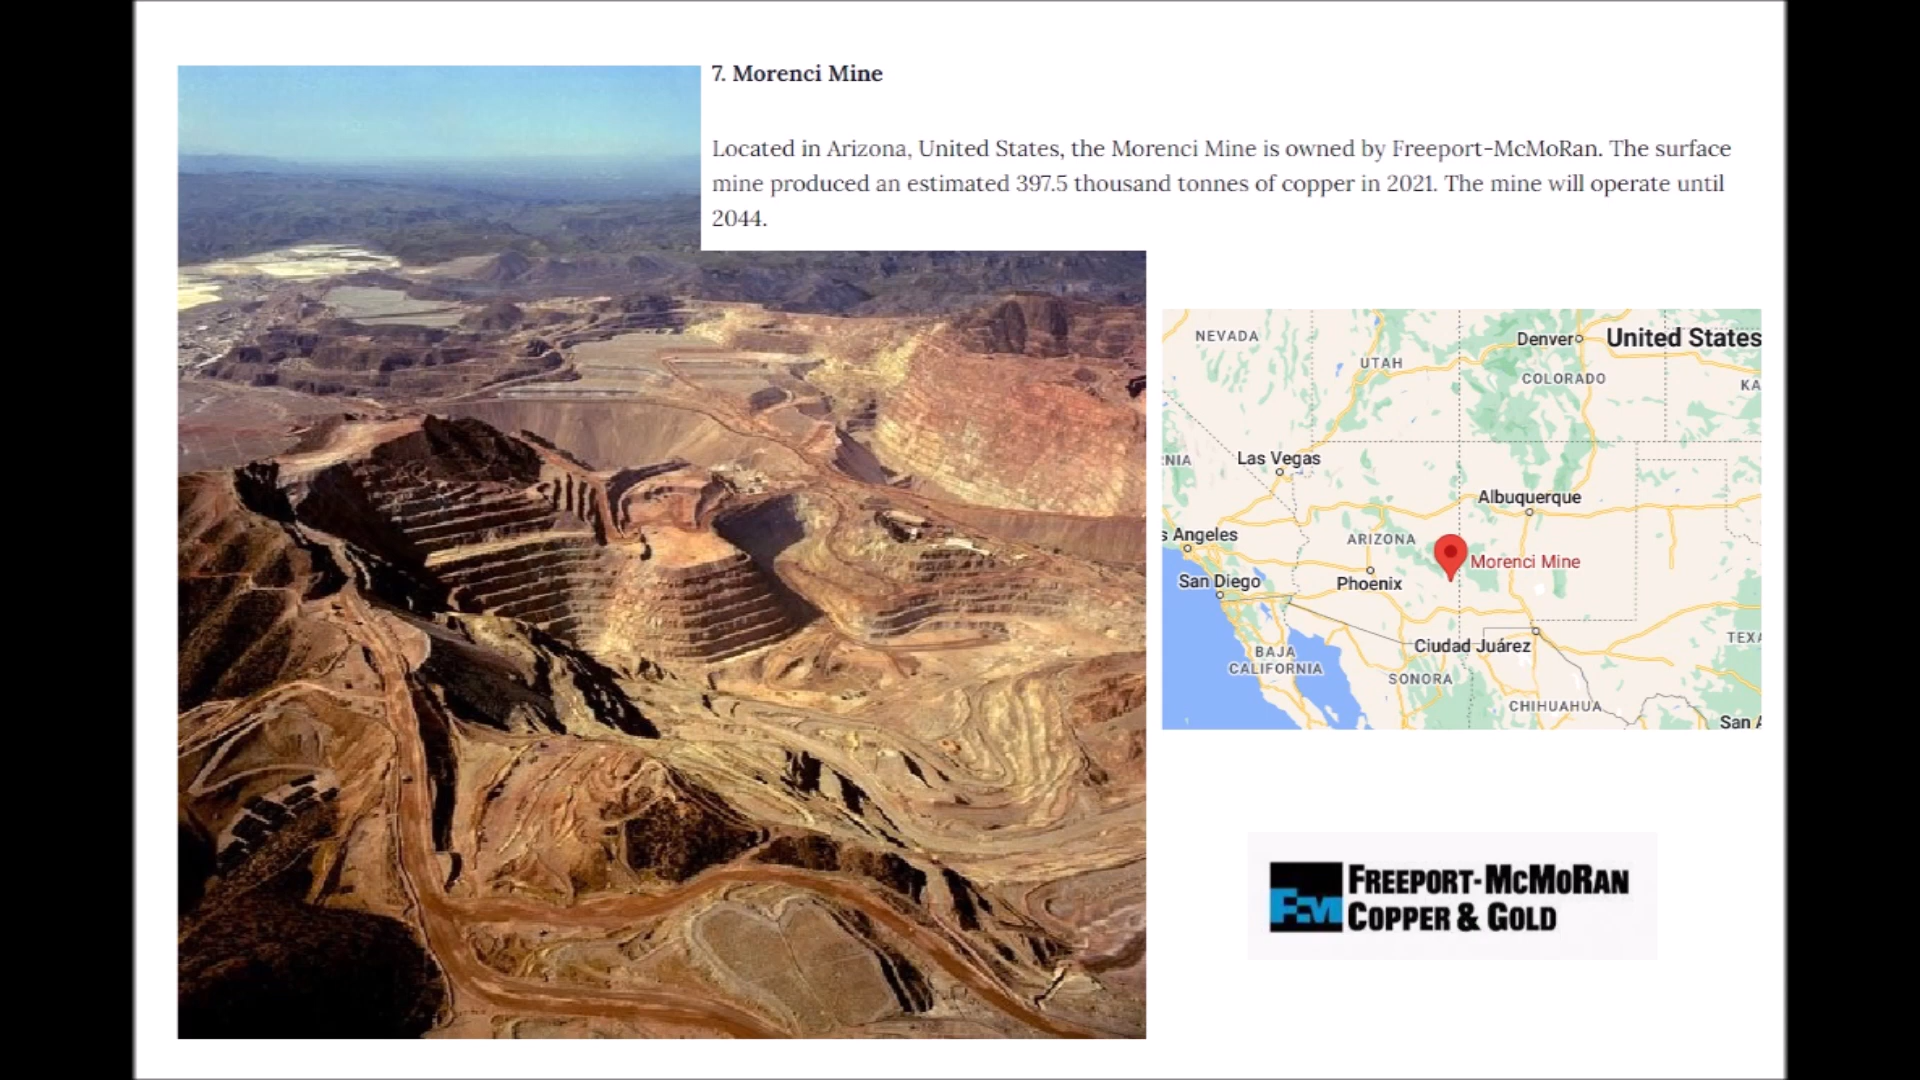 7. Morenci Mine
Located in Arizona, United States, the Morenci Mine is owned by Freeport-McMoRan. The surface
mine produced an estimated 397.5 thousand tonnes of copper in 2021. The mine will operate until
2044.
NEVADA
Denver
United States
UTAH
COLORADO
KA
Las Vegas
RNIA
Albuquerque
s Angeles
ARIZONA
Morenci Mine
San Diego
Phoenix
TEXA
Ciudad Juárez
BAJA
CALIFORNIA
SONORA
CHIHUAHUA
San A
FREEPORT-MCMORAN
COPPER & GOLD
FCM